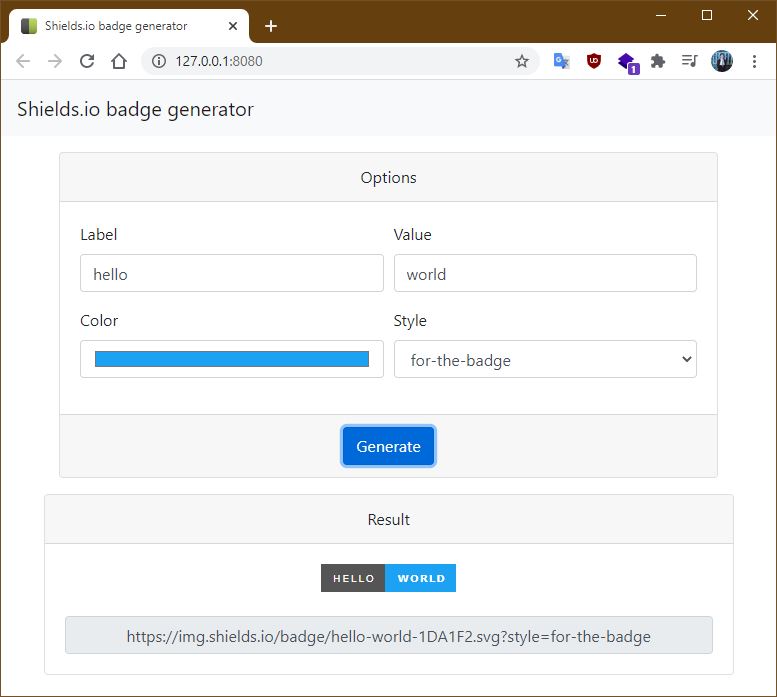 Shields.io badge generator
127.0.0.1:8080
1
Shields.io badge generator
Options
Label Value
hello world
Color Style
for-the-badge
Generate
Result
HELLO WORLD
https://img.shields.io/badge/hello-world-1DA1F2.svg?style=for-the-badge